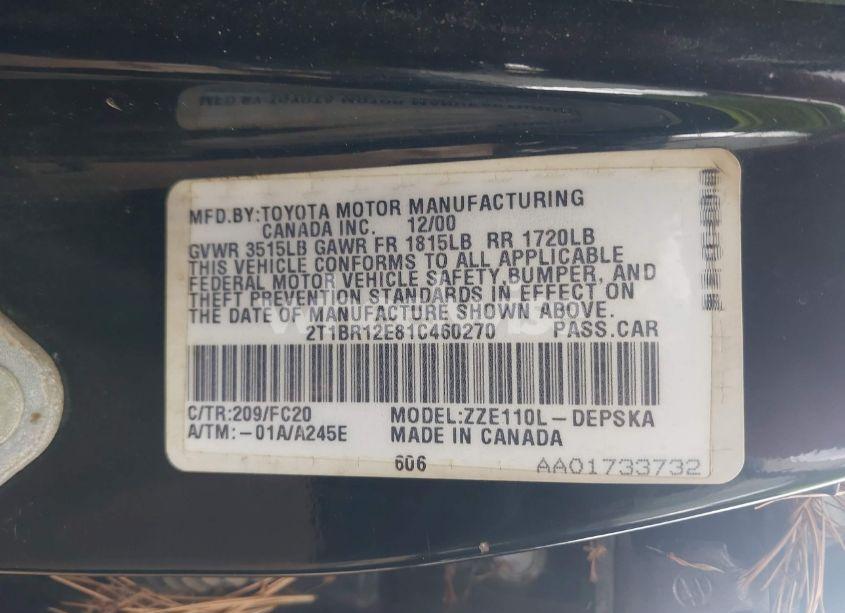 MFD.BY:TOYOTA MOTOR MANUFACTURING
CANADA INC. 12/00
GVWR 3515LB GAWR FR 1815LB RR 1720LB
THIS VEHICLE CONFORMS TO ALL APPLICABLE
FEDERAL MOTOR VEHICLE SAFETY,BUMPER, AND
THEFT PREVENTION STANDARDS IN EFFECT ON
THE DATE OF MANUFACTURE SHOWN ABOVE.
2T1BR12E81C460270 PASS.CAR
C/TR:209/FC20 MODEL:ZZE110L-DEPSKA
A/TM:-01A/A245E MADE IN CANADA
606 AA01733732